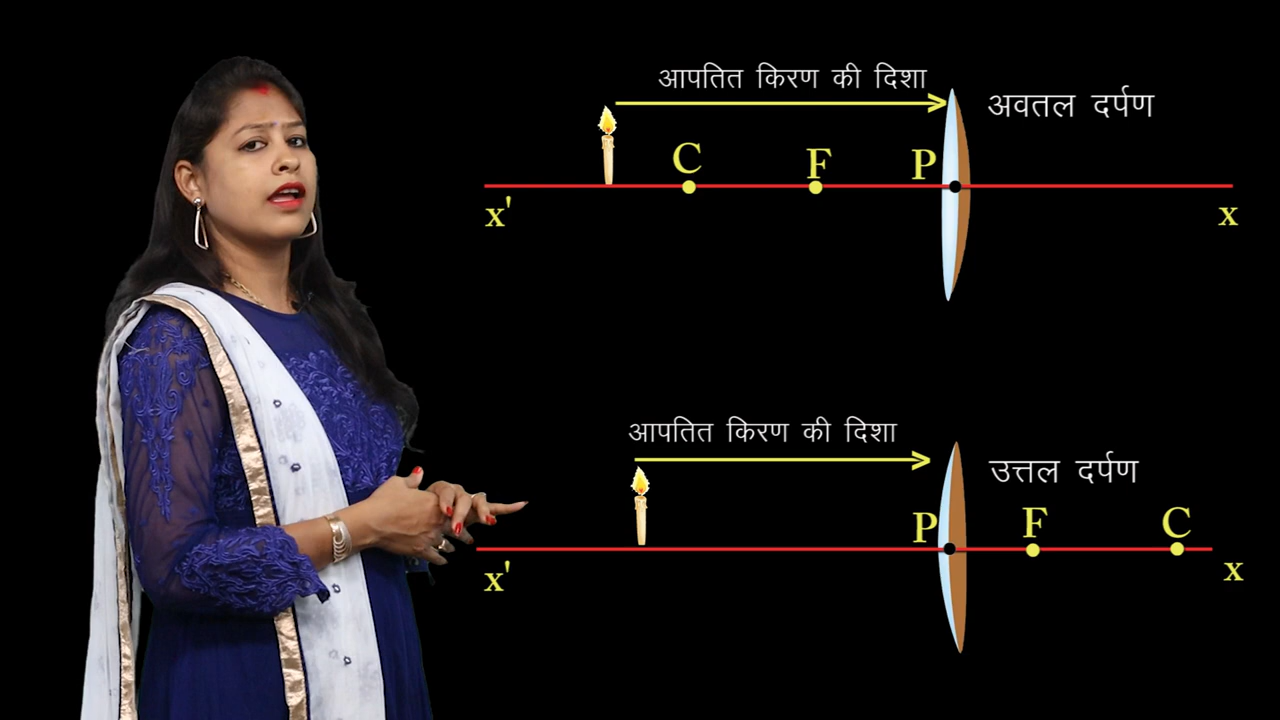 आपतित किरण की दिशा
अवतल दर्पण
C F P
x' x
आपतित किरण की दिशा
उत्तल दर्पण
P F C
x' x